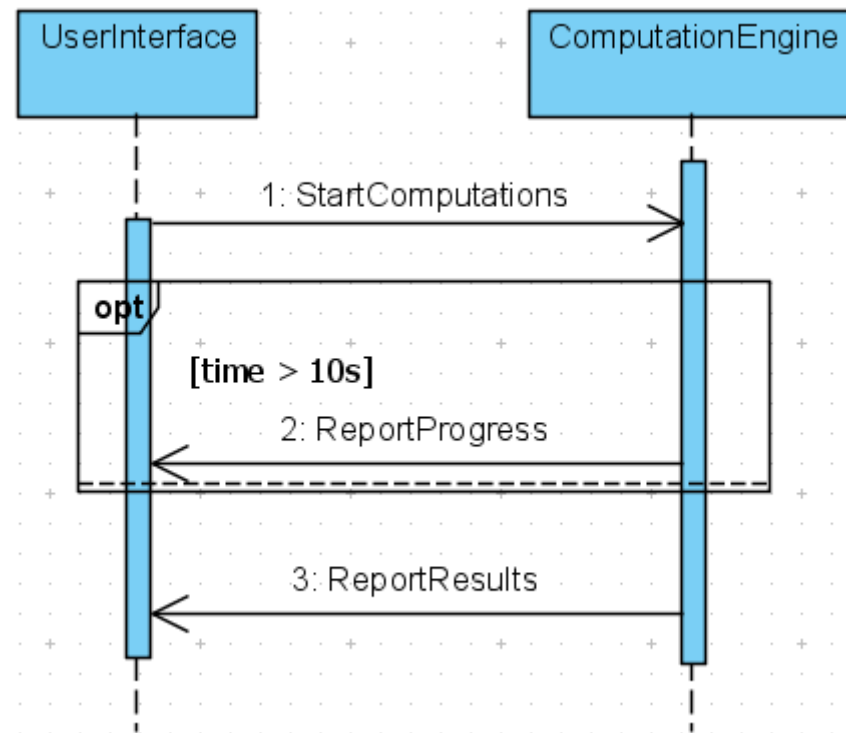 UserInterface
ComputationEngine
1: StartComputations
opt
[time > 10s]
2: ReportProgress
3: ReportResults